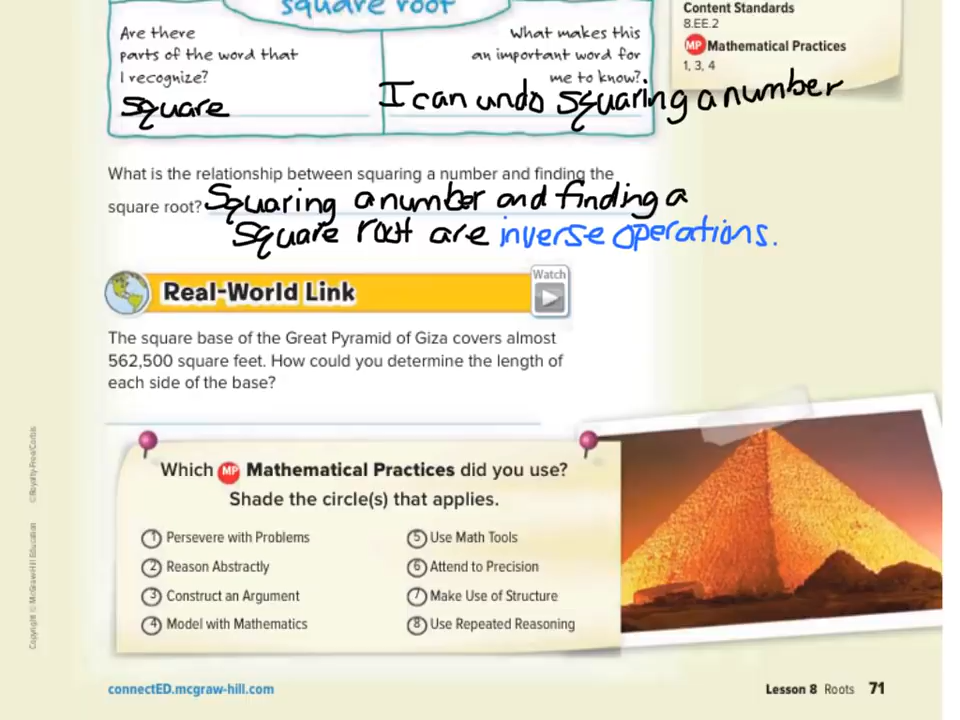 square root
Are there
parts of the word that
I recognize?
square
What makes this
an important word for
me to know?
I can undo squaring a number
Content Standards
8.EE.2
MP Mathematical Practices
1, 3, 4
What is the relationship between squaring a number and finding the
square root? Squaring a number and finding a
square root are inverse operations.
Real-World Link
Watch
The square base of the Great Pyramid of Giza covers almost
562,500 square feet. How could you determine the length of
each side of the base?
Which MP Mathematical Practices did you use?
Shade the circle(s) that applies.
1 Persevere with Problems
2 Reason Abstractly
3 Construct an Argument
4 Model with Mathematics
5 Use Math Tools
6 Attend to Precision
7 Make Use of Structure
8 Use Repeated Reasoning
Copyright © McGraw-Hill Education ©Royalty-Free/Corbis
connectED.mcgraw-hill.com
Lesson 8 Roots 71